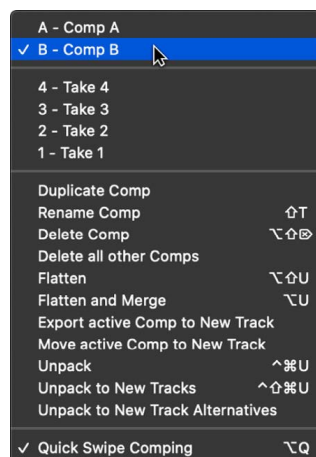 A - Comp A
✓ B - Comp B
4 - Take 4
3 - Take 3
2 - Take 2
1 - Take 1
Duplicate Comp
Rename Comp ⇧T
Delete Comp ⌥⇧⌦
Delete all other Comps
Flatten ⌥⇧U
Flatten and Merge ⌥U
Export active Comp to New Track
Move active Comp to New Track
Unpack ^⌘U
Unpack to New Tracks ^⇧⌘U
Unpack to New Track Alternatives
✓ Quick Swipe Comping ⌥Q